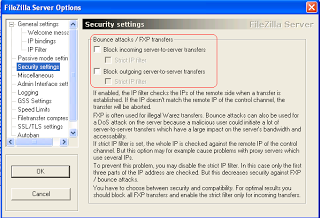 FileZilla Server Options
General settings
Welcome messa
IP bindings
IP Filter
Passive mode settin
Security settings
Miscellaneous
Admin Interface sett
Logging
GSS Settings
Speed Limits
Filetransfer compres
SSL/TLS settings
Autoban
OK
Cancel
Security settings
FileZilla Server
Bounce attacks / FXP transfers
Block incoming server-to-server transfers
Strict IP filter
Block outgoing server-to-server transfers
Strict IP filter
If enabled, the IP filter checks the IPs of the remote side when a transfer is
established. If the IP doesn't match the remote IP of the control channel, the
transfer will be aborted.
FXP is often used for illegal Warez transfers. Bounce attacks can also be used for
a DoS attack on the server because a malicious user could initiate a lot of
server-to-server transfers which have a large impact on the server's bandwidth and
accessability.
If strict IP filter is set, the whole IP is checked against the remote IP of the control
channel. But this option may for example cause problems with proxy servers which
use several IPs.
To prevent this problem, you may disable the strict IP filter. In this case only the first
three parts of the IP address are checked. But this decreases security against FXP
/ bounce attacks.
You have to choose between security and compatibility. For optimal results you
should block all FXP transfers and enable the strict filter only for incoming transfers.